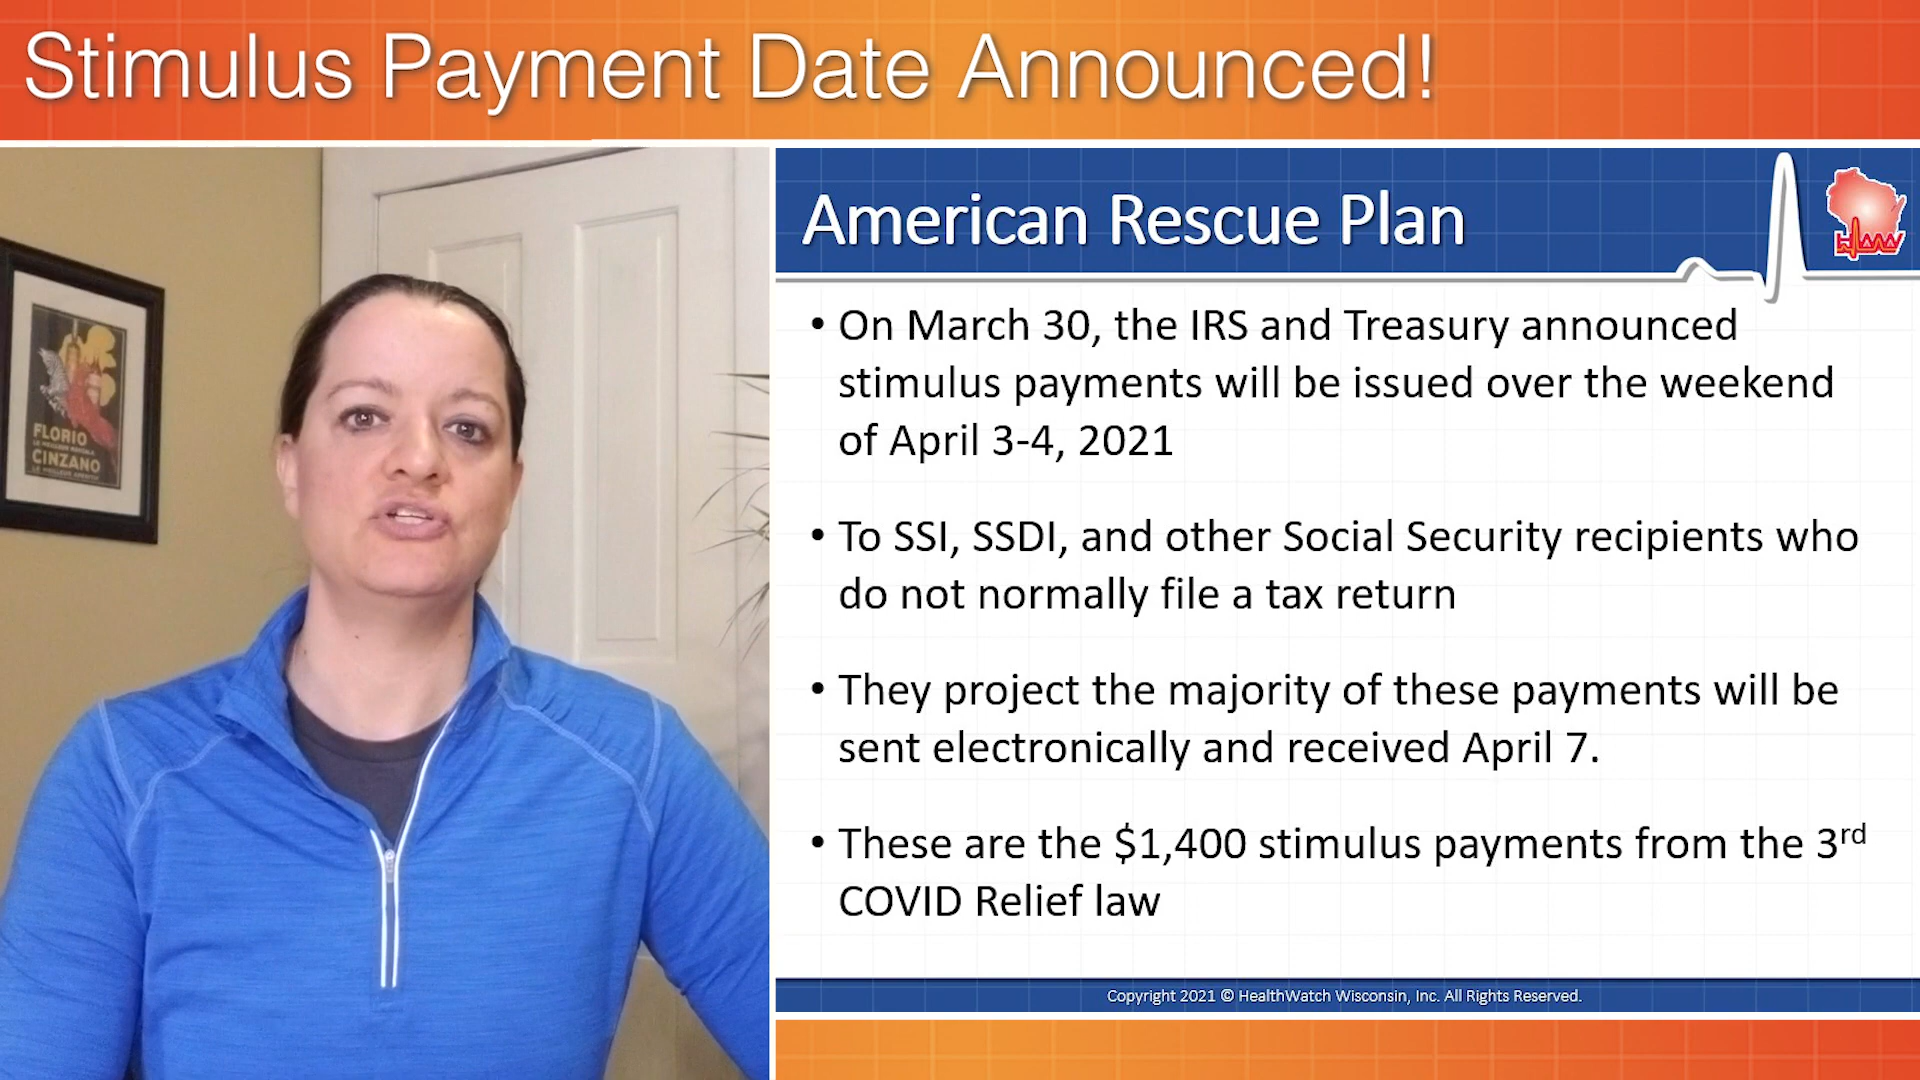 Stimulus Payment Date Announced!
FLORIO
CINZANO
American Rescue Plan
• On March 30, the IRS and Treasury announced
stimulus payments will be issued over the weekend
of April 3-4, 2021
• To SSI, SSDI, and other Social Security recipients who
do not normally file a tax return
• They project the majority of these payments will be
sent electronically and received April 7.
• These are the $1,400 stimulus payments from the 3rd
COVID Relief law
Copyright 2021 © HealthWatch Wisconsin, Inc. All Rights Reserved.